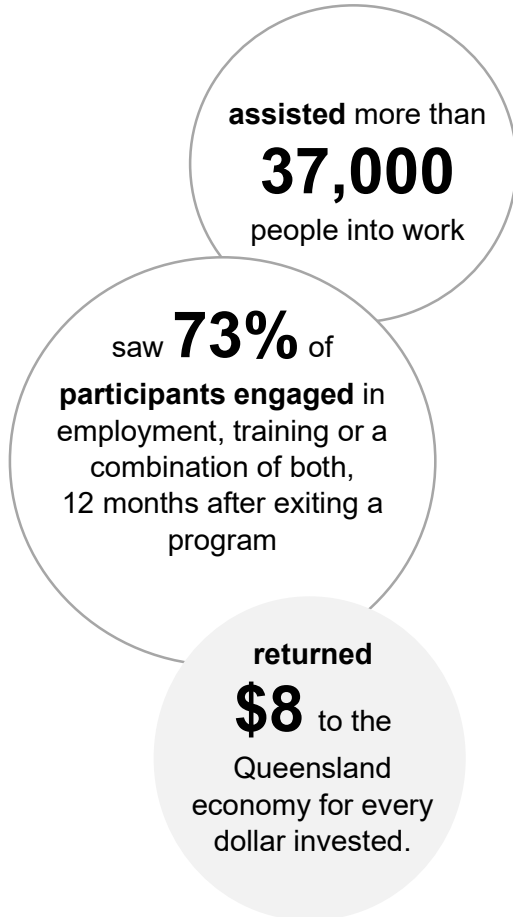 assisted more than
37,000
people into work
saw 73% of
participants engaged in
employment, training or a
combination of both,
12 months after exiting a
program
returned
$8 to the
Queensland
economy for every
dollar invested.